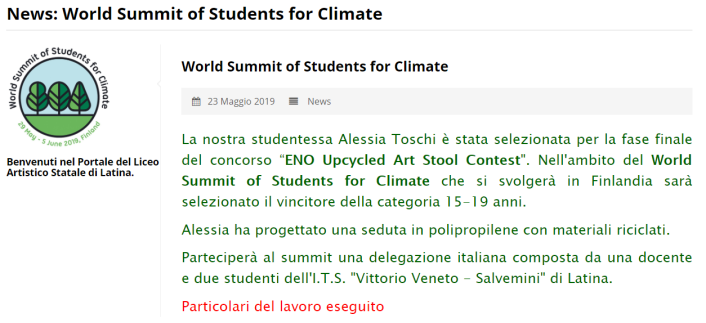 News: World Summit of Students for Climate
World Summit of Students for Climate
29 May - 5 June 2019, Finland
Benvenuti nel Portale del Liceo
Artistico Statale di Latina.
World Summit of Students for Climate
23 Maggio 2019 News
La nostra studentessa Alessia Toschi è stata selezionata per la fase finale
del concorso “ENO Upcycled Art Stool Contest”. Nell'ambito del World
Summit of Students for Climate che si svolgerà in Finlandia sarà
selezionato il vincitore della categoria 15-19 anni.
Alessia ha progettato una seduta in polipropilene con materiali riciclati.
Parteciperà al summit una delegazione italiana composta da una docente
e due studenti dell'I.T.S. "Vittorio Veneto - Salvemini" di Latina.
Particolari del lavoro eseguito